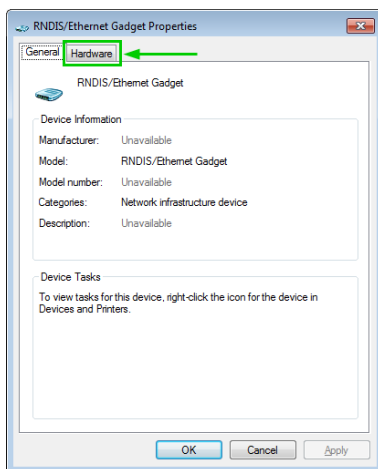 RNDIS/Ethernet Gadget Properties
General
Hardware
RNDIS/Ethernet Gadget
Device Information
Manufacturer: Unavailable
Model: RNDIS/Ethernet Gadget
Model number: Unavailable
Categories: Network infrastructure device
Description: Unavailable
Device Tasks
To view tasks for this device, right-click the icon for the device in
Devices and Printers.
OK
Cancel
Apply